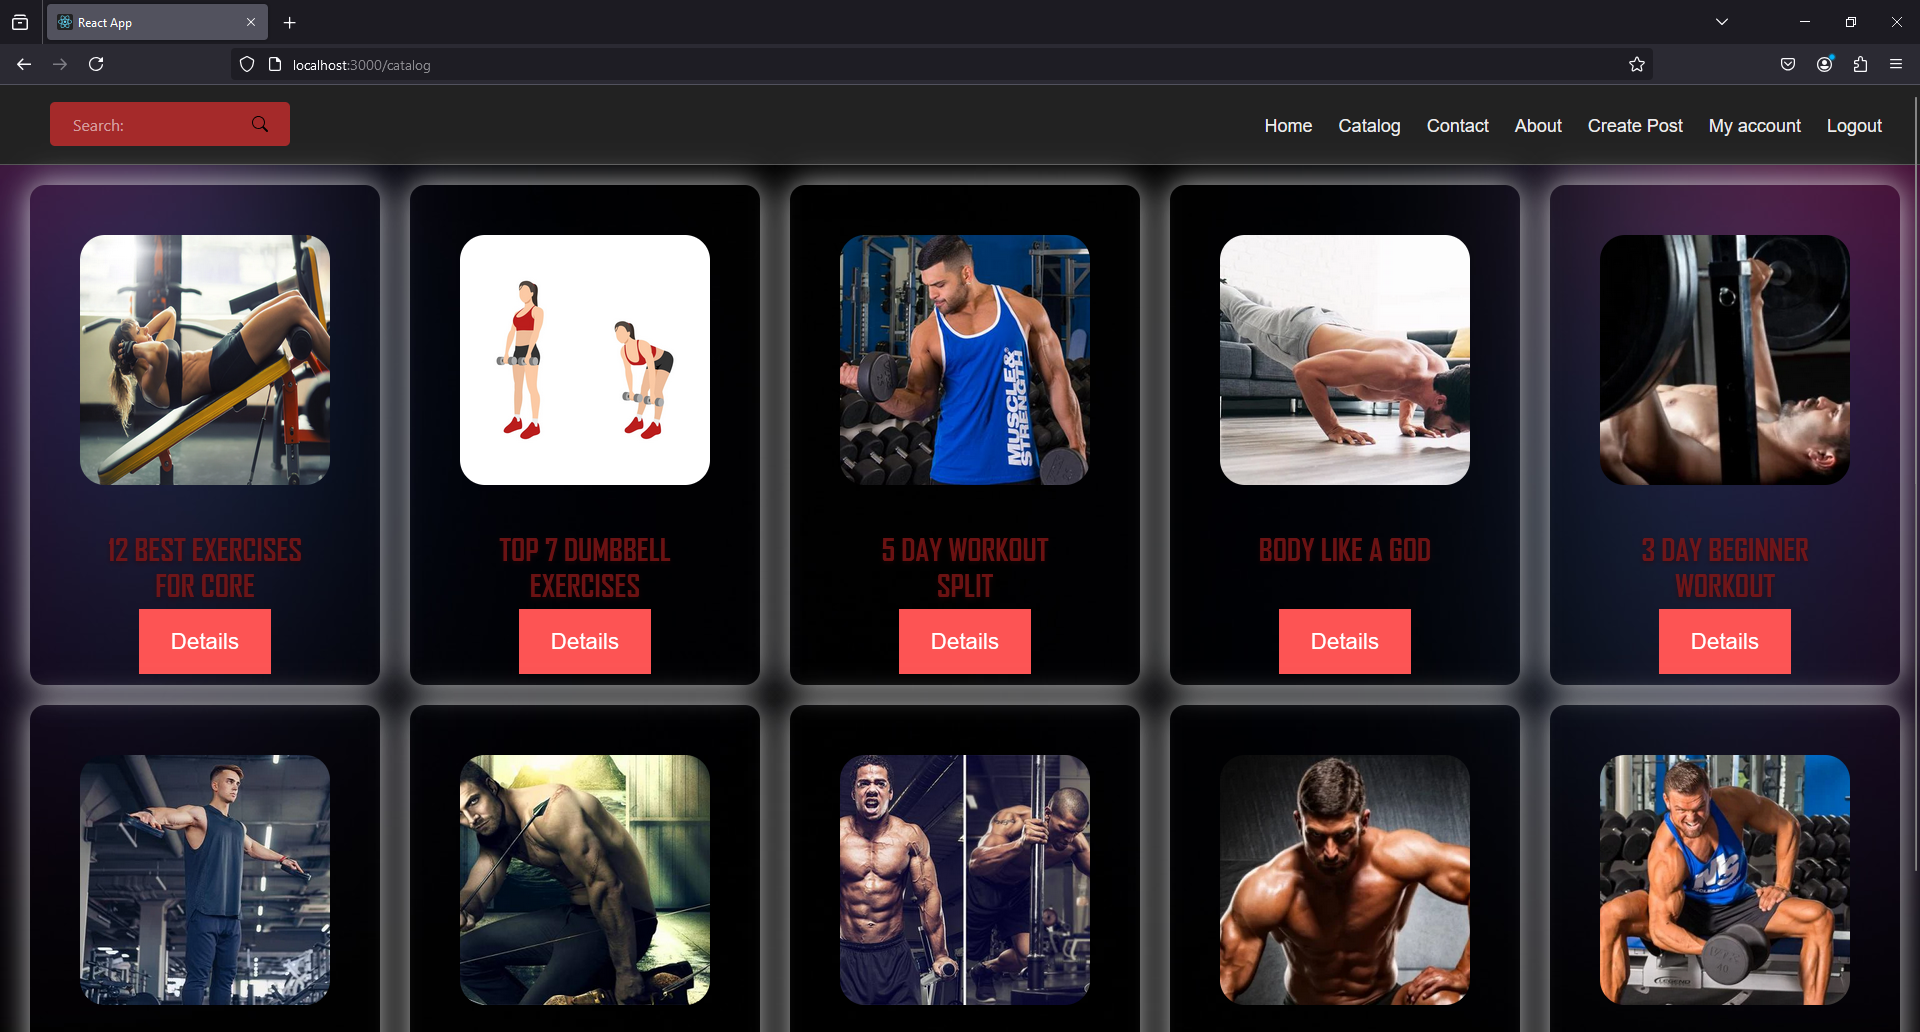 React App
localhost:3000/catalog
Search:
Home Catalog Contact About Create Post My account Logout
MUSCLE&
STRENGTH
12 BEST EXERCISES
FOR CORE
Details
TOP 7 DUMBBELL
EXERCISES
Details
5 DAY WORKOUT
SPLIT
Details
BODY LIKE A GOD
Details
3 DAY BEGINNER
WORKOUT
Details